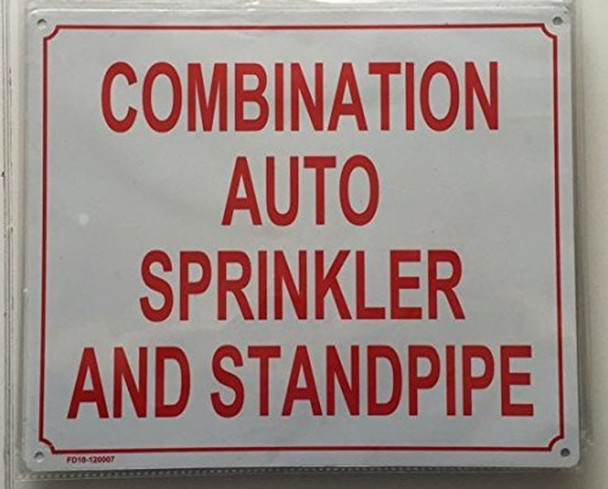 COMBINATION
AUTO
SPRINKLER
AND STANDPIPE
FD10-120007